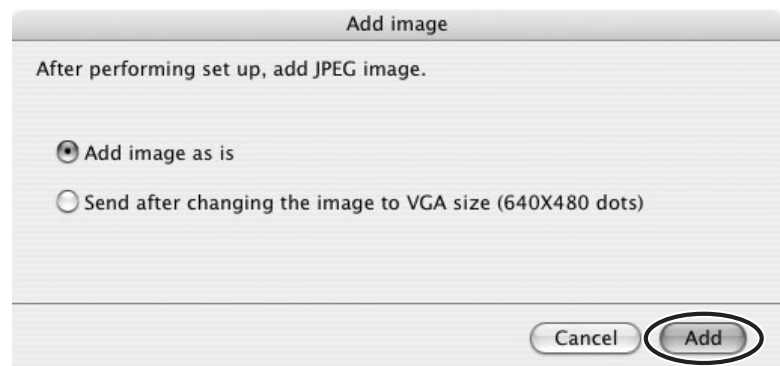 Add image
After performing set up, add JPEG image.
Add image as is
Send after changing the image to VGA size (640X480 dots)
Cancel Add